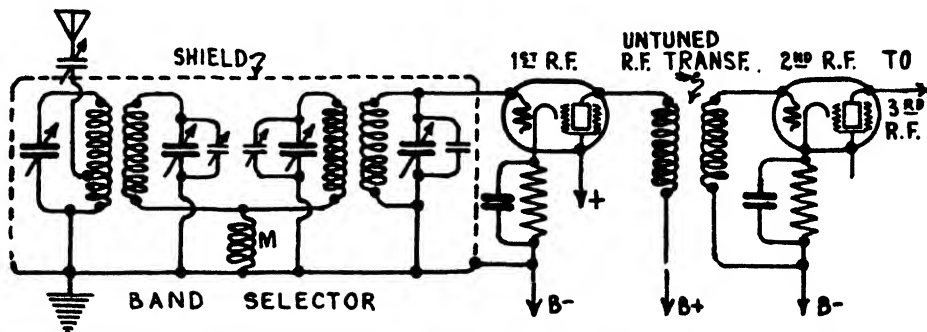 SHIELD
1ST R.F.
UNTUNED
R.F. TRANSF.
2ND R.F.
TO
3RD
R.F.
+
M
BAND SELECTOR
B-
B+
B-